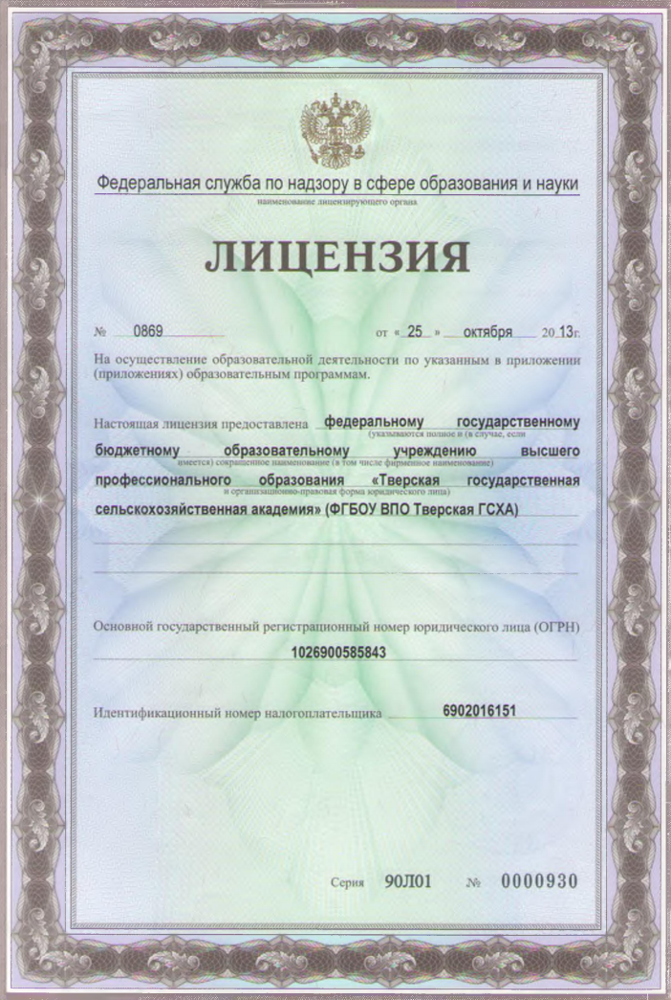 Федеральная служба по надзору в сфере образования и науки
наименование лицензирующего органа
ЛИЦЕНЗИЯ
№ 0869 от « 25 » октября 2013г.
На осуществление образовательной деятельности по указанным в приложении
(приложениях) образовательным программам.
Настоящая лицензия предоставлена федеральному государственному
(указываются полное и (в случае, если
бюджетному образовательному учреждению высшего
имеется) сокращенное наименование (в том числе фирменное наименование)
профессионального образования «Тверская государственная
и организационно-правовая форма юридического лица)
сельскохозяйственная академия» (ФГБОУ ВПО Тверская ГСХА)
Основной государственный регистрационный номер юридического лица (ОГРН)
1026900585843
Идентификационный номер налогоплательщика 6902016151
Серия 90Л01 № 0000930